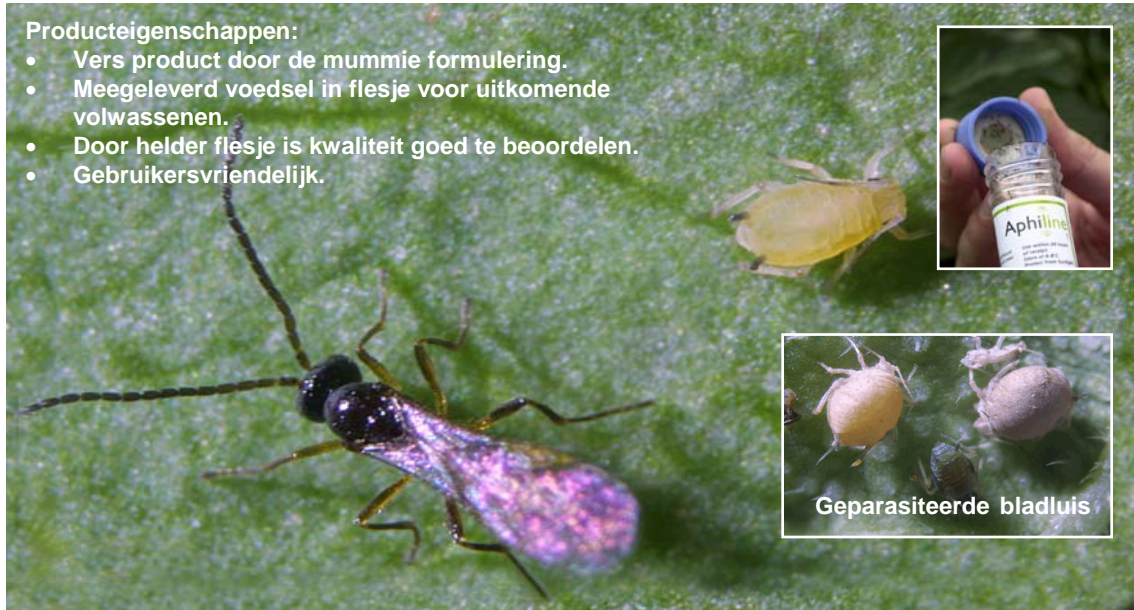 Producteigenschappen:
• Vers product door de mummie formulering.
• Meegeleverd voedsel in flesje voor uitkomende
volwassenen.
• Door helder flesje is kwaliteit goed te beoordelen.
• Gebruikersvriendelijk.
Aphiline
Geparasiteerde bladluis